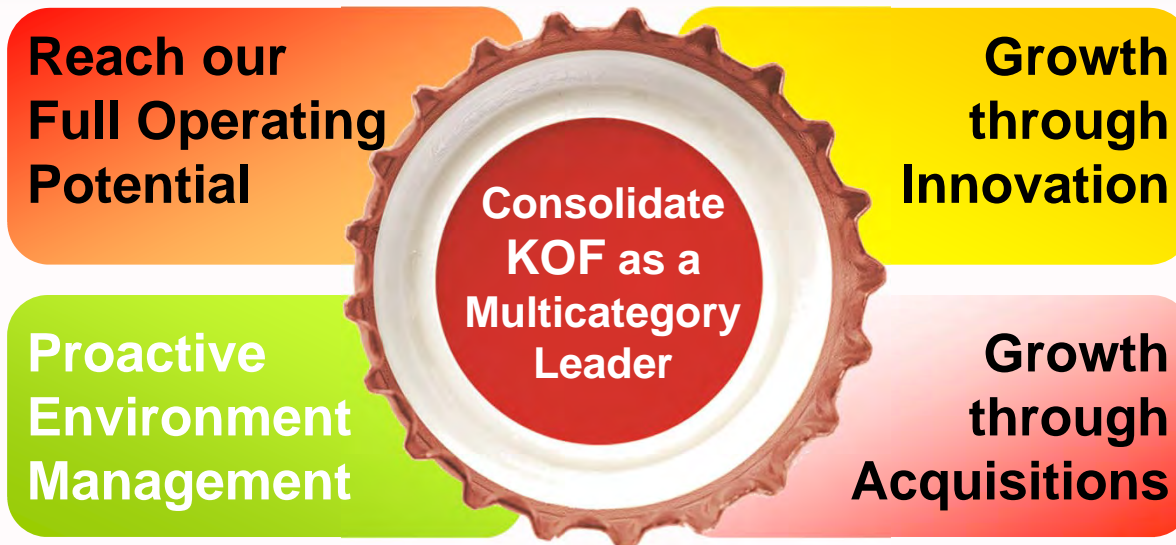 Reach our
Full Operating
Potential
Growth
through
Innovation
Consolidate
KOF as a
Multicategory
Leader
Proactive
Environment
Management
Growth
through
Acquisitions